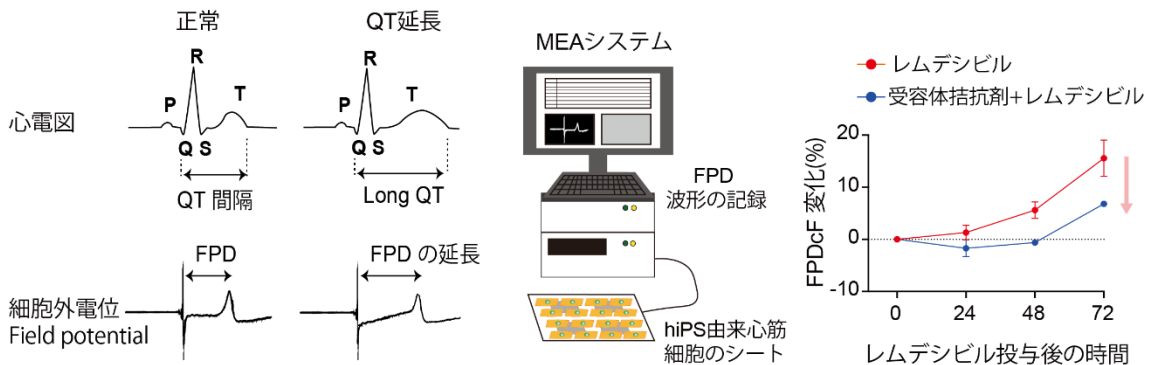 正常
QT延長
心電図
P
R
Q
S
T
QT 間隔
P
R
Q
S
T
Long QT
細胞外電位
Field potential
FPD
FPD の延長
MEAシステム
FPD
波形の記録
hiPS由来心筋
細胞のシート
レムデシビル
受容体拮抗剤+レムデシビル
FPDcF 変化(%)
20
10
0
-10
0
24
48
72
レムデシビル投与後の時間